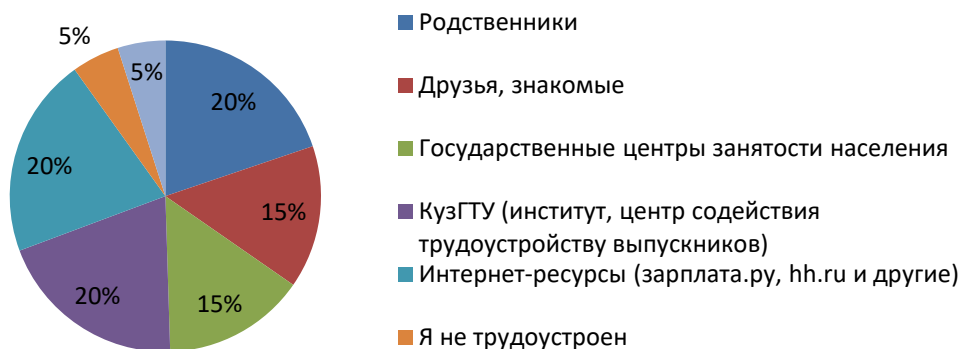 5%
5%
20%
20%
15%
20%
15%
Родственники
Друзья, знакомые
Государственные центры занятости населения
КузГТУ (институт, центр содействия
трудоустройству выпускников)
Интернет-ресурсы (зарплата.ру, hh.ru и другие)
Я не трудоустроен